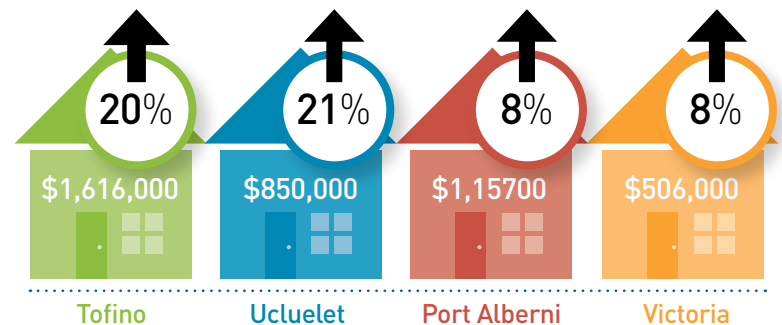 20% 21% 8% 8%
$1,616,000 $850,000 $1,15700 $506,000
Tofino Ucluelet Port Alberni Victoria